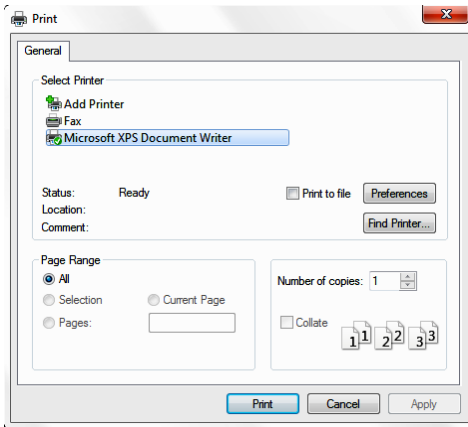 Print
General
Select Printer
Add Printer
Fax
Microsoft XPS Document Writer
Status: Ready
Print to file
Preferences
Location:
Comment:
Find Printer...
Page Range
All
Selection
Current Page
Pages:
Number of copies: 1
Collate
1 1 2 2 3 3
Print
Cancel
Apply